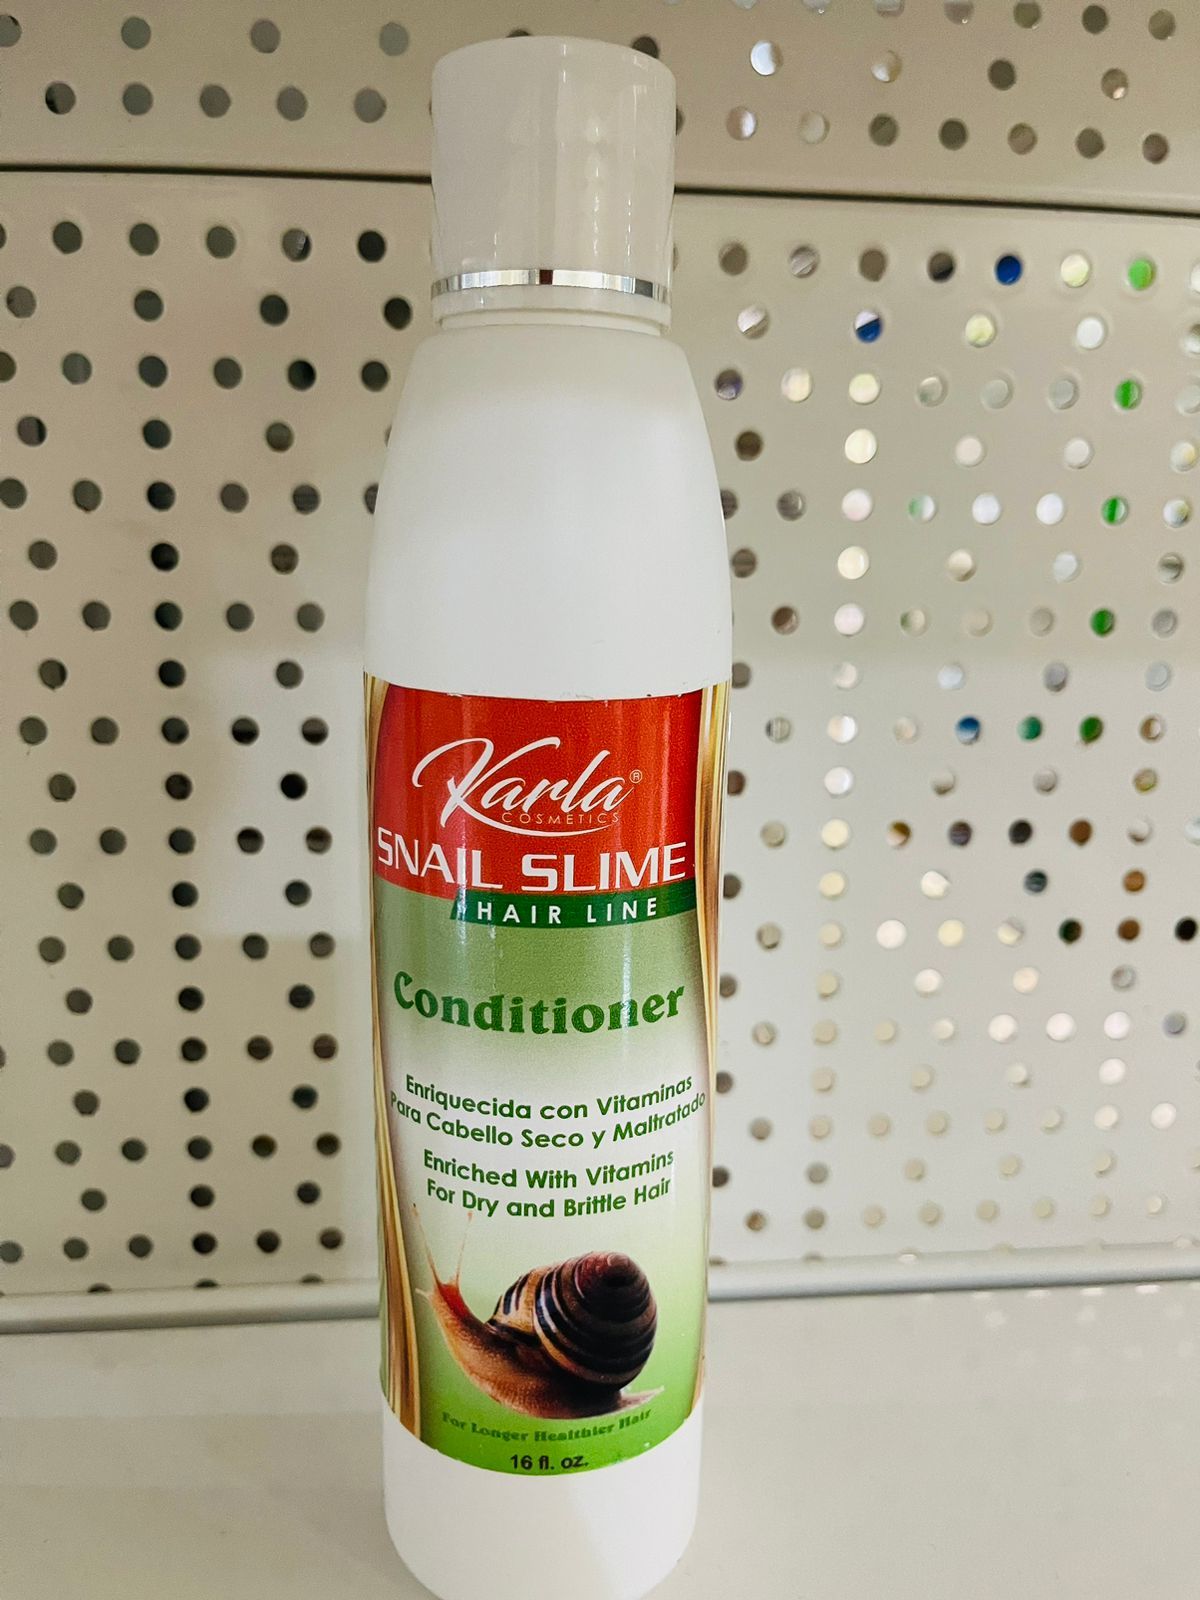 Karla®
COSMETICS
SNAIL SLIME
HAIR LINE
Conditioner
Enriquecida con Vitaminas
Para Cabello Seco y Maltratado
Enriched With Vitamins
For Dry and Brittle Hair
For Longer Healthier Hair
16 fl. oz.